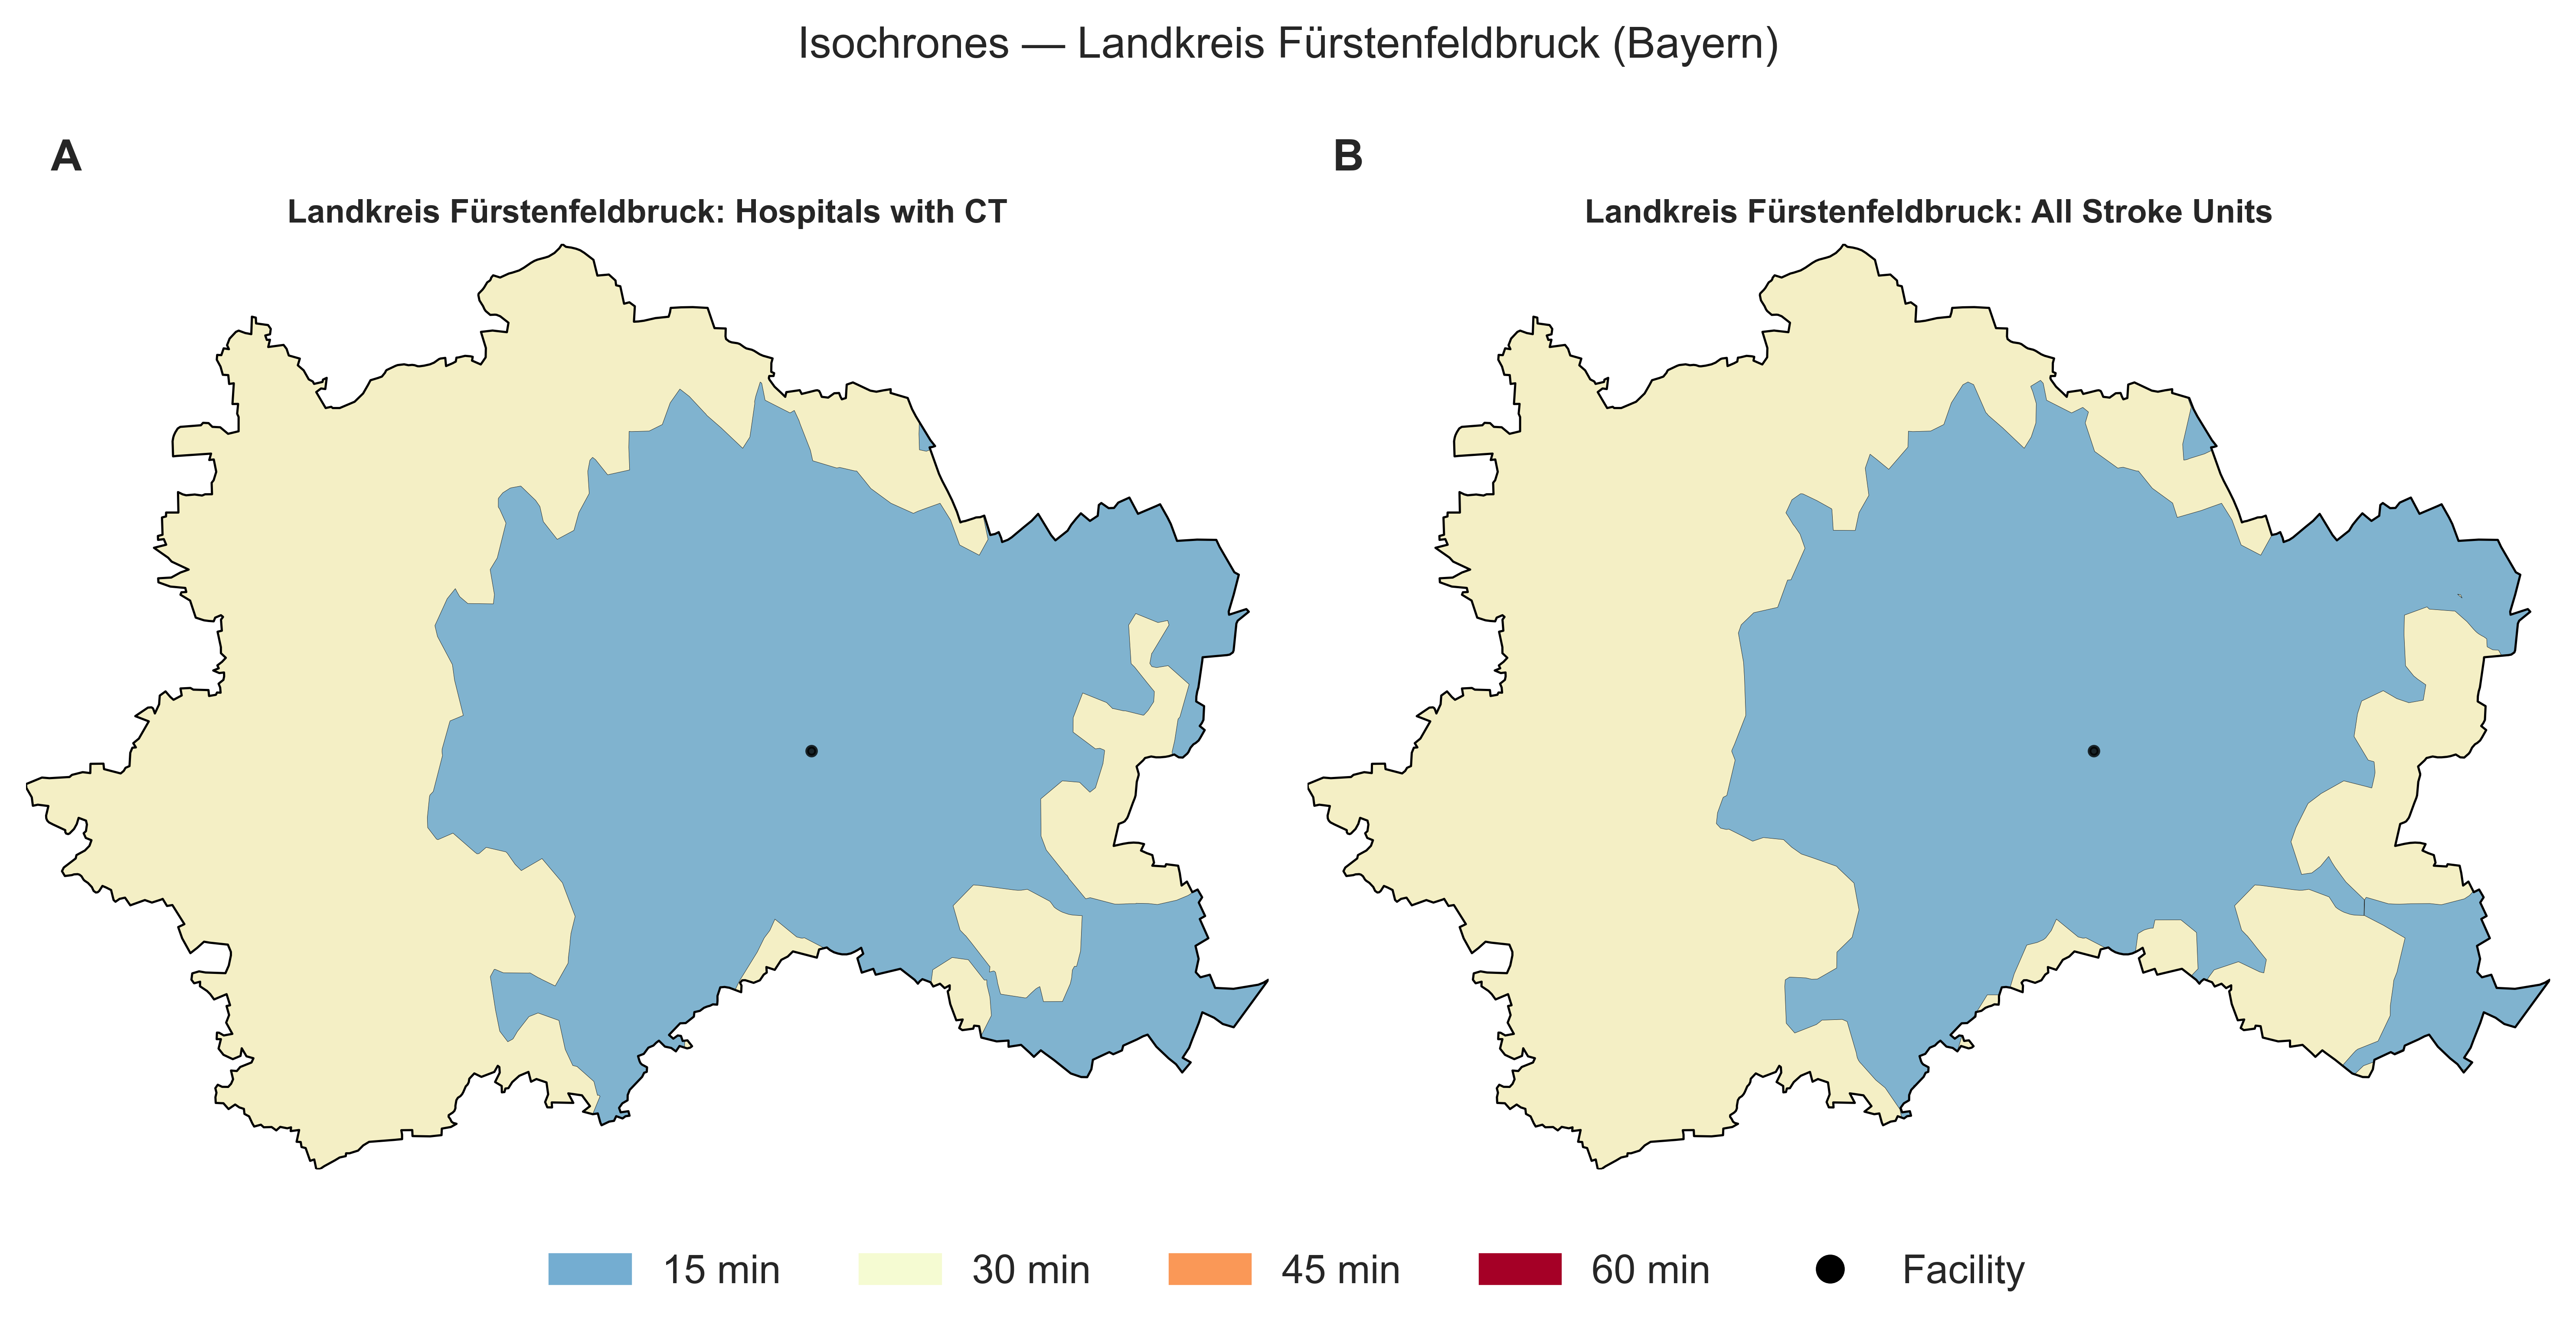 Isochrones — Landkreis Fürstenfeldbruck (Bayern)
A
B
Landkreis Fürstenfeldbruck: Hospitals with CT
Landkreis Fürstenfeldbruck: All Stroke Units
15 min
30 min
45 min
60 min
Facility